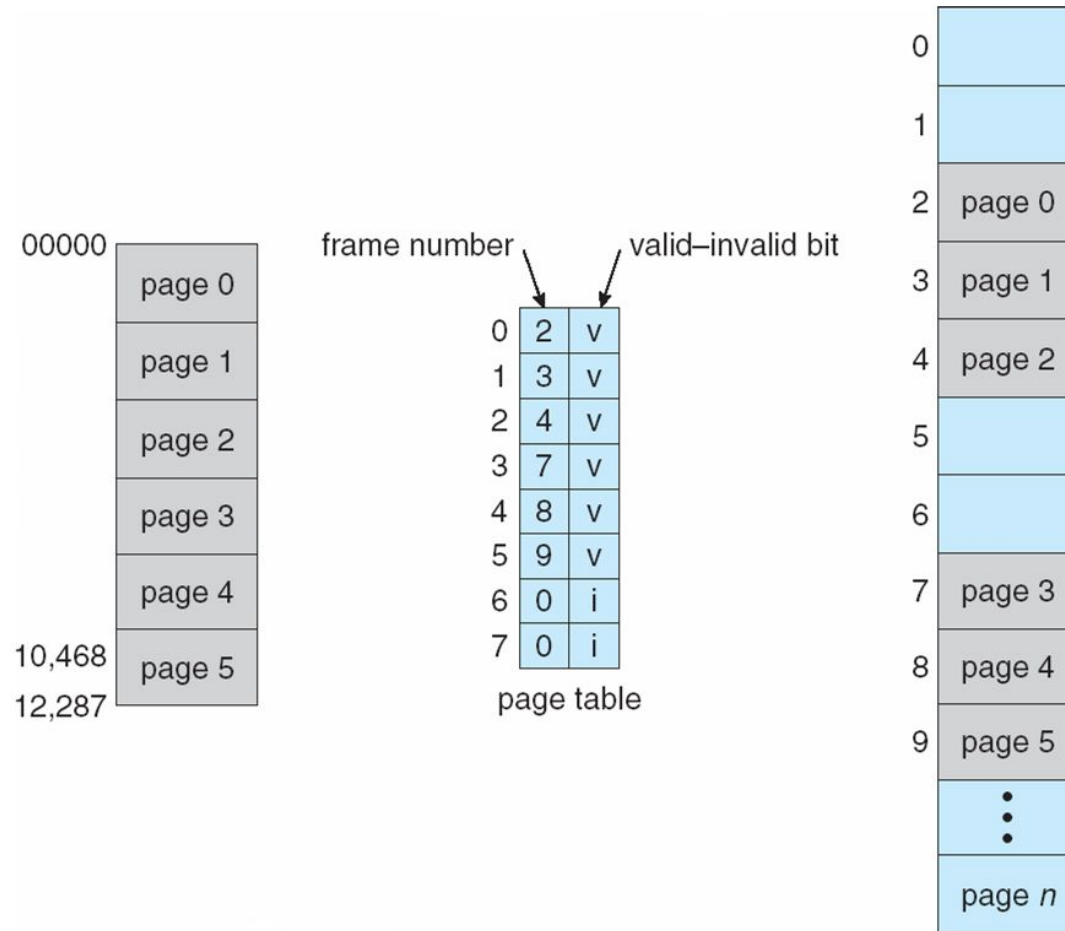 00000
page 0
page 1
page 2
page 3
page 4
10,468
page 5
12,287
frame number
valid–invalid bit
0 2 v
1 3 v
2 4 v
3 7 v
4 8 v
5 9 v
6 0 i
7 0 i
page table
0
1
2 page 0
3 page 1
4 page 2
5
6
7 page 3
8 page 4
9 page 5
page n